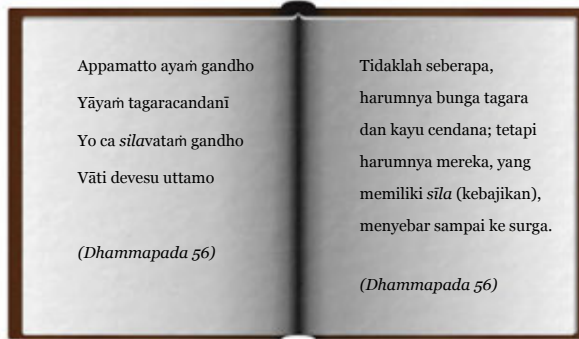 Appamatto ayaṁ gandho
Yāyaṁ tagaracandanī
Yo ca silavataṁ gandho
Vāti devesu uttamo
(Dhammapada 56)
Tidaklah seberapa,
harumnya bunga tagara
dan kayu cendana; tetapi
harumnya mereka, yang
memiliki sīla (kebajikan),
menyebar sampai ke surga.
(Dhammapada 56)